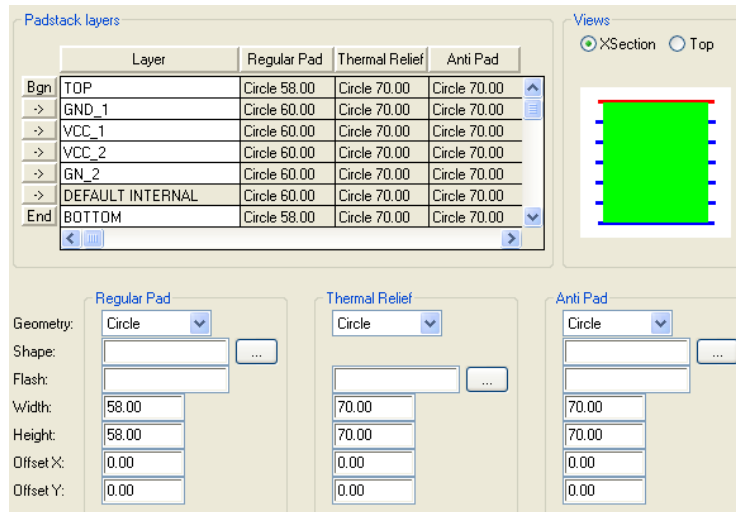 Padstack layers Views
XSection Top
Layer Regular Pad Thermal Relief Anti Pad
Bgn TOP Circle 58.00 Circle 70.00 Circle 70.00
-> GND_1 Circle 60.00 Circle 70.00 Circle 70.00
-> VCC_1 Circle 60.00 Circle 70.00 Circle 70.00
-> VCC_2 Circle 60.00 Circle 70.00 Circle 70.00
-> GN_2 Circle 60.00 Circle 70.00 Circle 70.00
-> DEFAULT INTERNAL Circle 60.00 Circle 70.00 Circle 70.00
End BOTTOM Circle 58.00 Circle 70.00 Circle 70.00
Regular Pad Thermal Relief Anti Pad
Geometry: Circle Circle Circle
Shape: ... ...
Flash: ...
Width: 58.00 70.00 70.00
Height: 58.00 70.00 70.00
Offset X: 0.00 0.00 0.00
Offset Y: 0.00 0.00 0.00